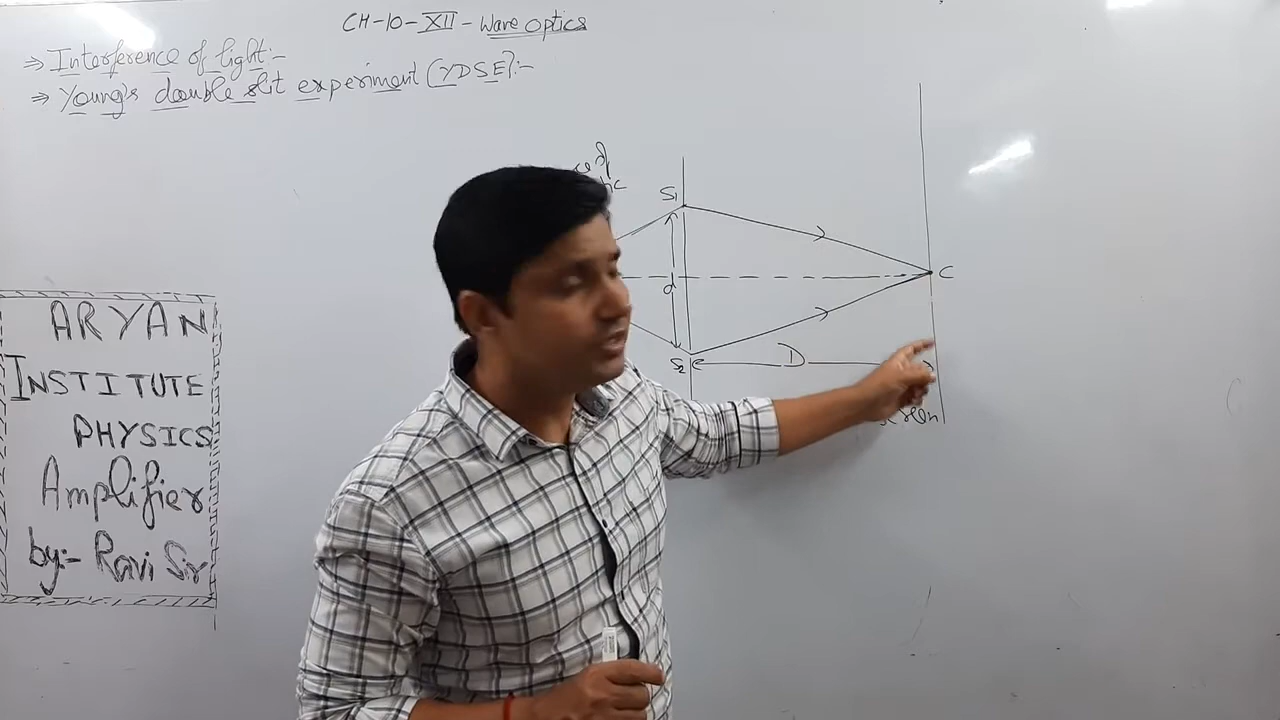 CH-10-XII-Wave optics
⇒ Interference of light:-
⇒ Young's double slit experiment (YDSE):-
S1
d
S2
D
C
ARYAN
INSTITUTE
PHYSICS
Amplifier
by:- Ravi Sir